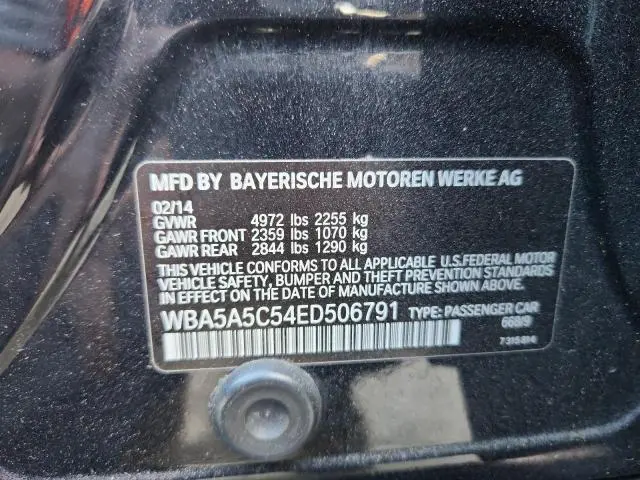 MFD BY BAYERISCHE MOTOREN WERKE AG
02/14
GVWR 4972 lbs 2255 kg
GAWR FRONT 2359 lbs 1070 kg
GAWR REAR 2844 lbs 1290 kg
THIS VEHICLE CONFORMS TO ALL APPLICABLE U.S.FEDERAL MOTOR
VEHICLE SAFETY, BUMPER AND THEFT PREVENTION STANDARDS
IN EFFECT ON THE DATE OF MANUFACTURE SHOWN ABOVE.
WBA5A5C54ED506791 TYPE: PASSENGER CAR
668/9